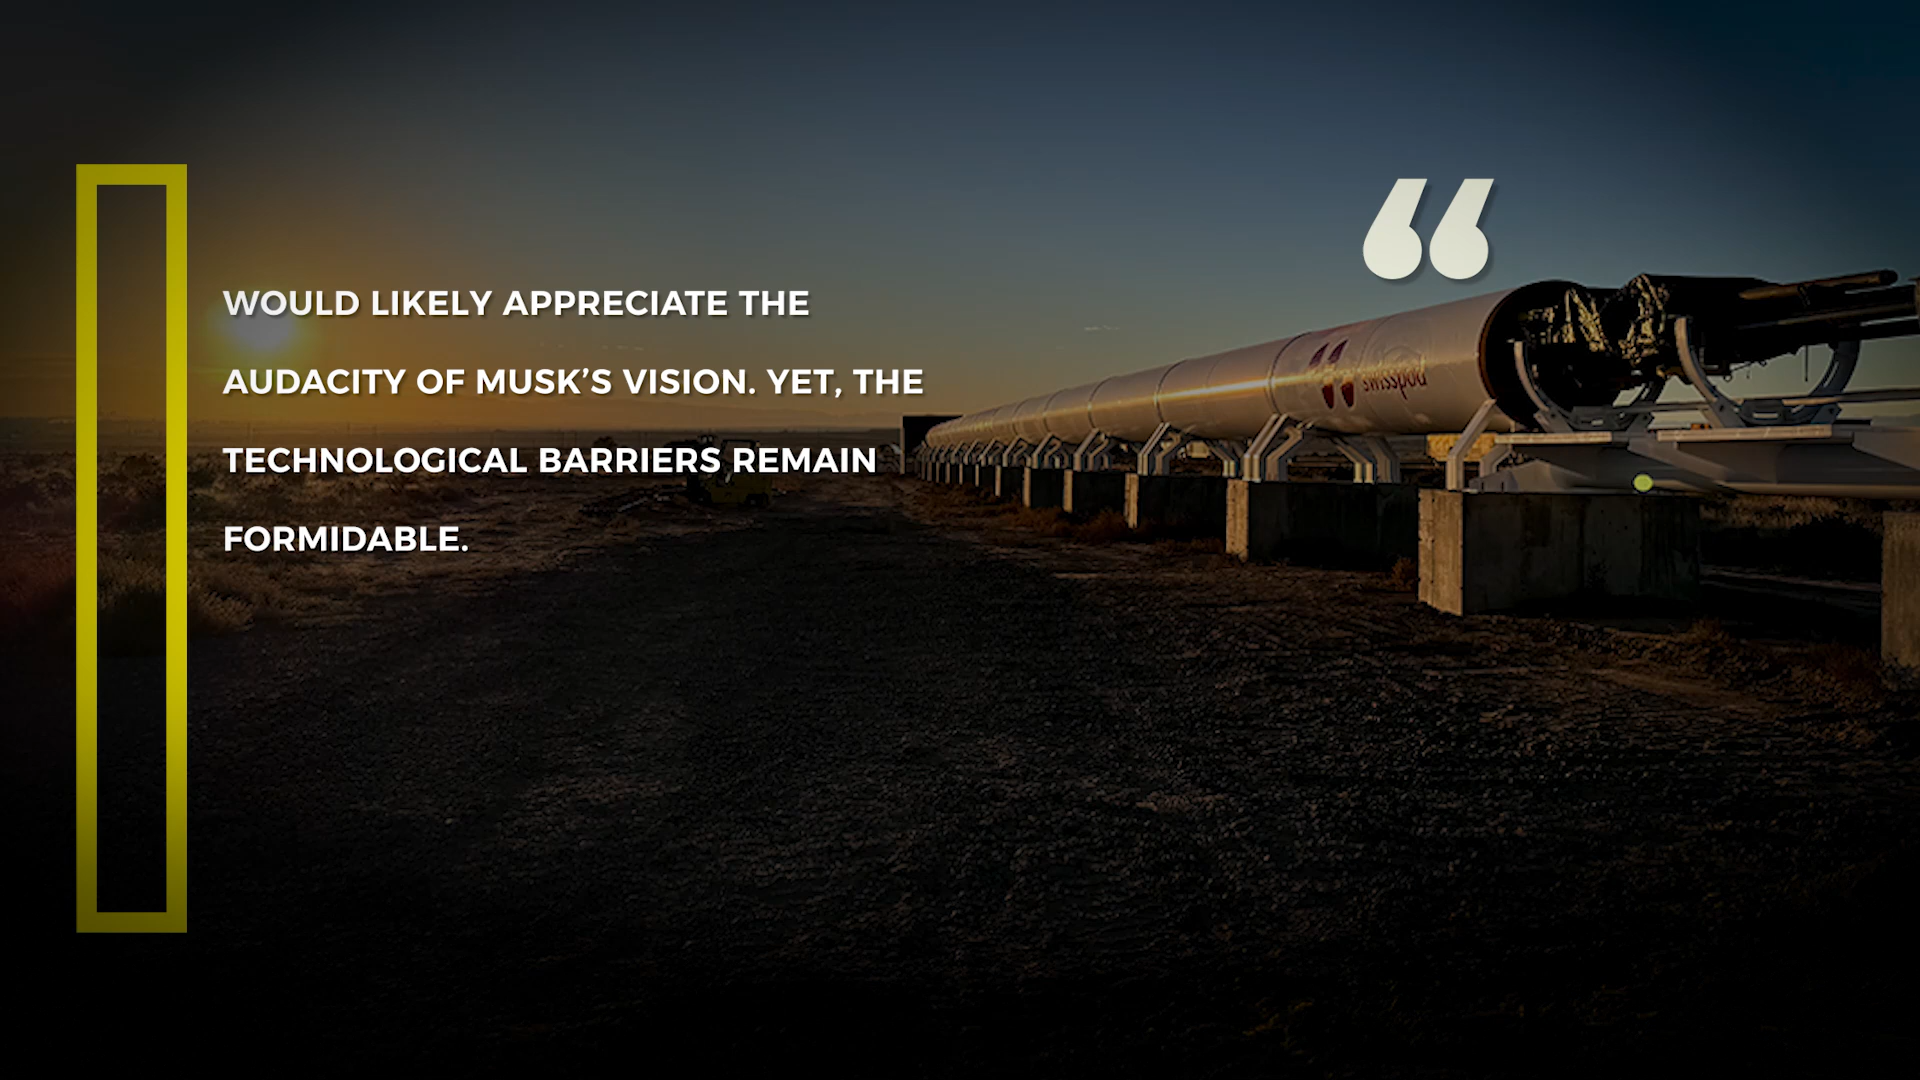 WOULD LIKELY APPRECIATE THE
AUDACITY OF MUSK’S VISION. YET, THE
TECHNOLOGICAL BARRIERS REMAIN
FORMIDABLE.
“
swisspod